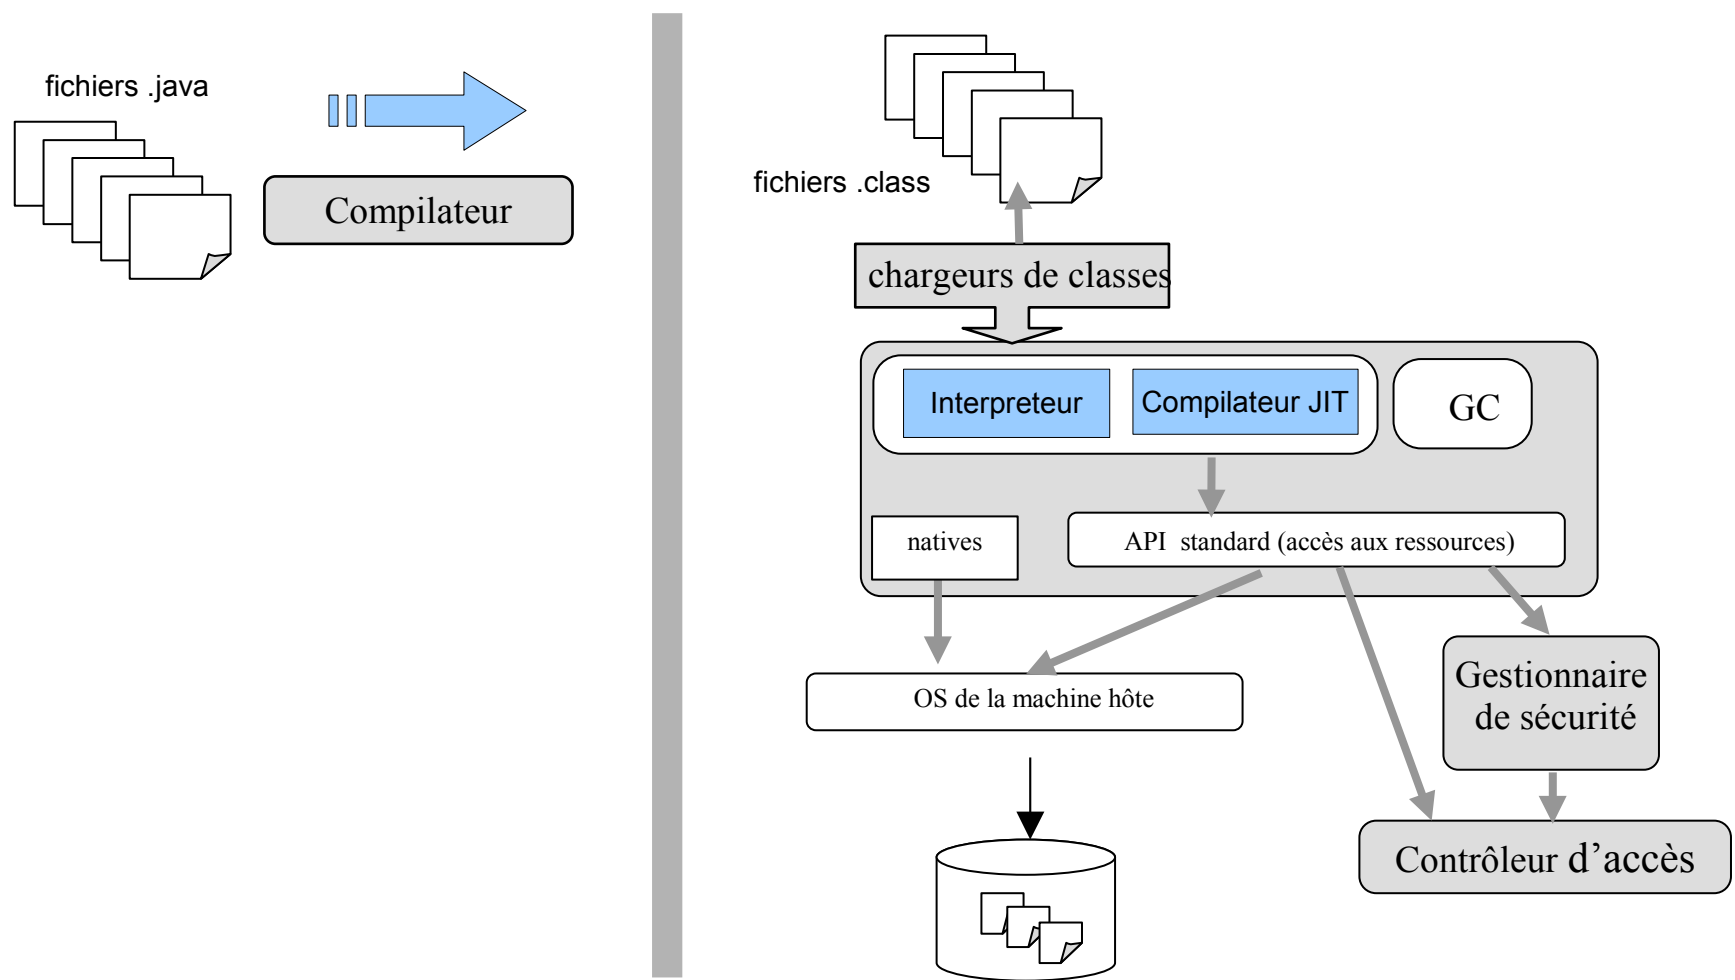 fichiers .java
Compilateur
fichiers .class
chargeurs de classes
Interpreteur
Compilateur JIT
GC
natives
API standard (accès aux ressources)
OS de la machine hôte
Gestionnaire
de sécurité
Contrôleur d’accès